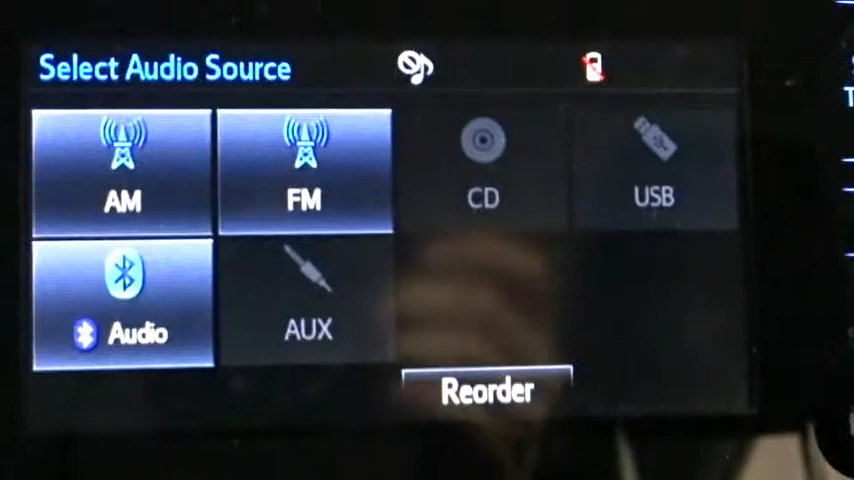 Select Audio Source
AM
FM
CD
USB
Audio
AUX
Reorder